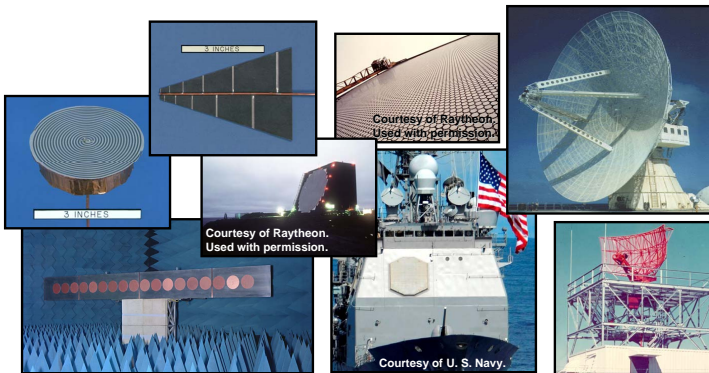 3 INCHES
Courtesy of Raytheon.
Used with permission.
3 INCHES
Courtesy of Raytheon.
Used with permission.
Courtesy of U. S. Navy.